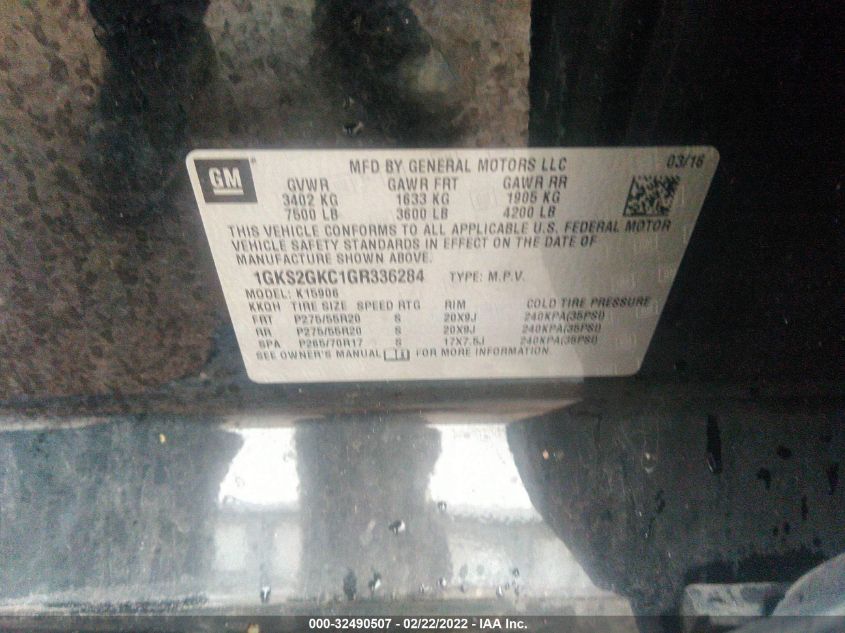 GM
MFD BY GENERAL MOTORS LLC 03/16
GVWR GAWR FRT GAWR RR
3402 KG 1633 KG 1905 KG
7500 LB 3600 LB 4200 LB
THIS VEHICLE CONFORMS TO ALL APPLICABLE U.S. FEDERAL MOTOR
VEHICLE SAFETY STANDARDS IN EFFECT ON THE DATE OF
MANUFACTURE SHOWN ABOVE.
1GKS2GKC1GR336284 TYPE: M.P.V.
MODEL: K15906
KKQH TIRE SIZE SPEED RTG RIM COLD TIRE PRESSURE
FRT P275/55R20 S 20X9J 240KPA(35PSI)
RR P275/55R20 S 20X9J 240KPA(35PSI)
SPA P265/70R17 S 17X7.5J 240KPA(35PSI)
SEE OWNER'S MANUAL FOR MORE INFORMATION.
000-32490507 - 02/22/2022 - IAA Inc.